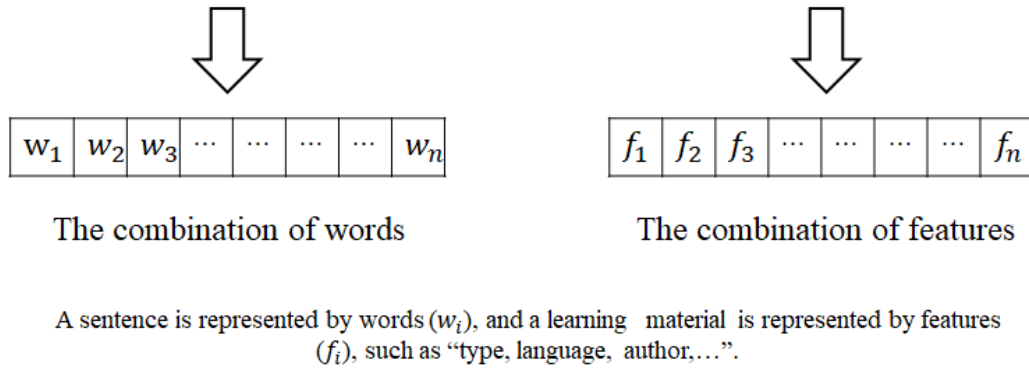 w₁ w₂ w₃ ... ... ... ... wₙ
f₁ f₂ f₃ ... ... ... ... fₙ
The combination of words
The combination of features
A sentence is represented by words (wᵢ), and a learning material is represented by features
(fᵢ), such as “type, language, author,…”.